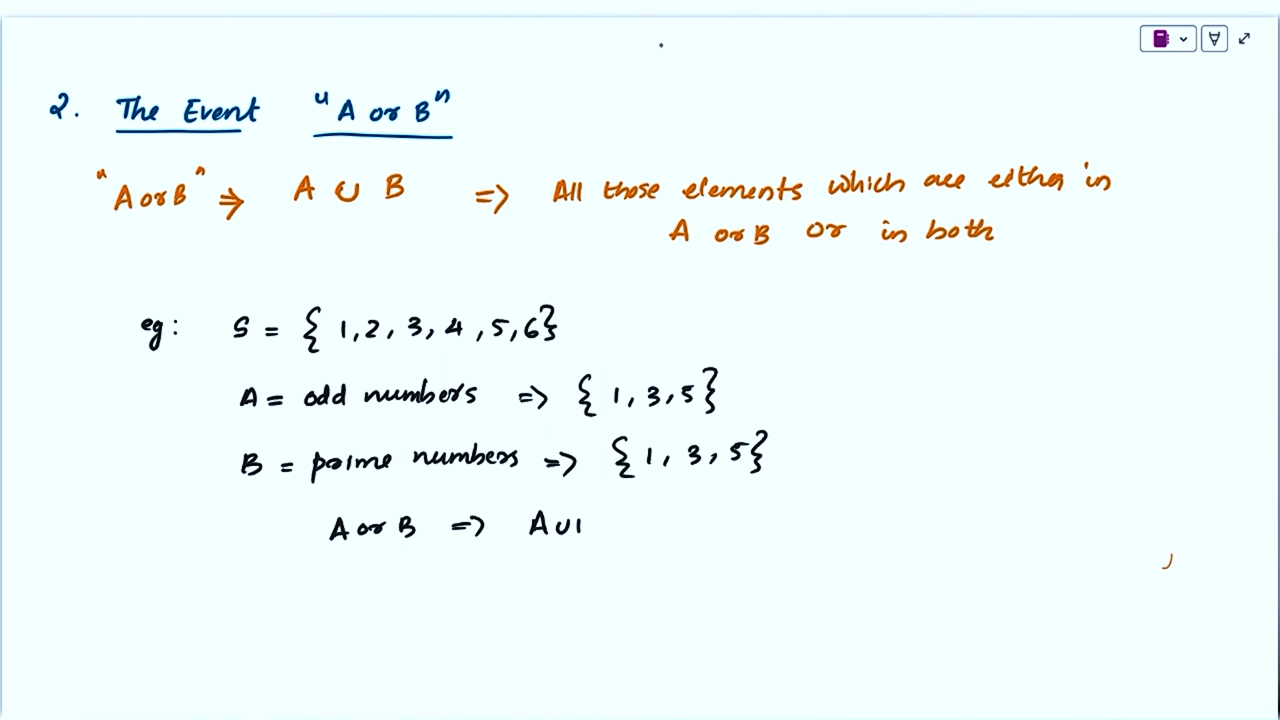 2. The Event "A or B"
"A or B" => A ∪ B => All those elements which are either in
A or B or in both
eg: S = { 1, 2, 3, 4, 5, 6}
A = odd numbers => { 1, 3, 5 }
B = prime numbers => { 1, 3, 5 }
A or B => A ∪ I